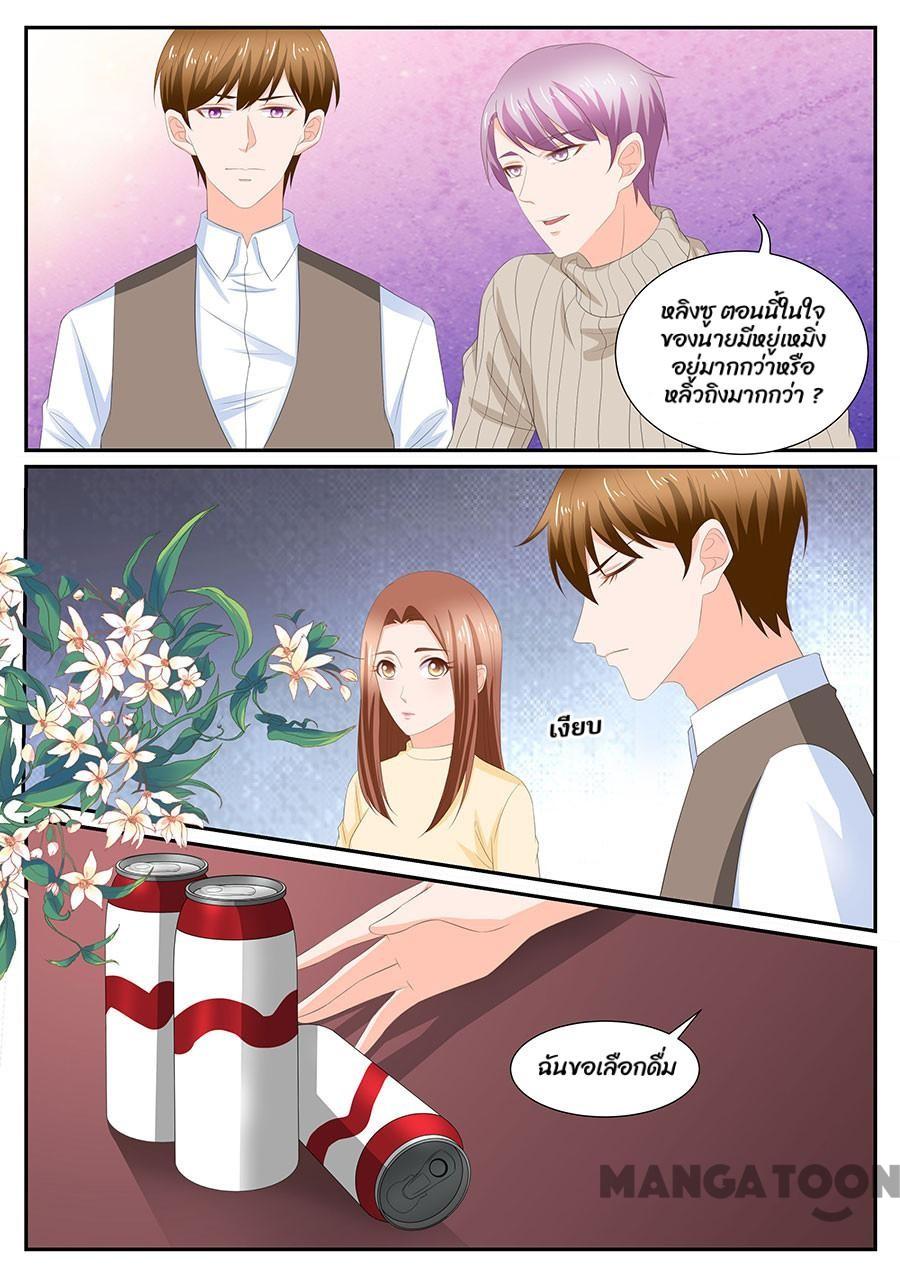 หลิงซู ตอนนี้ในใจ
ของนายมีหยู่เหมิ่ง
อยู่มากกว่าหรือ
หลิวถิงมากกว่า ?
เงียบ
ฉันขอเลือกดื่ม
MANGATOON